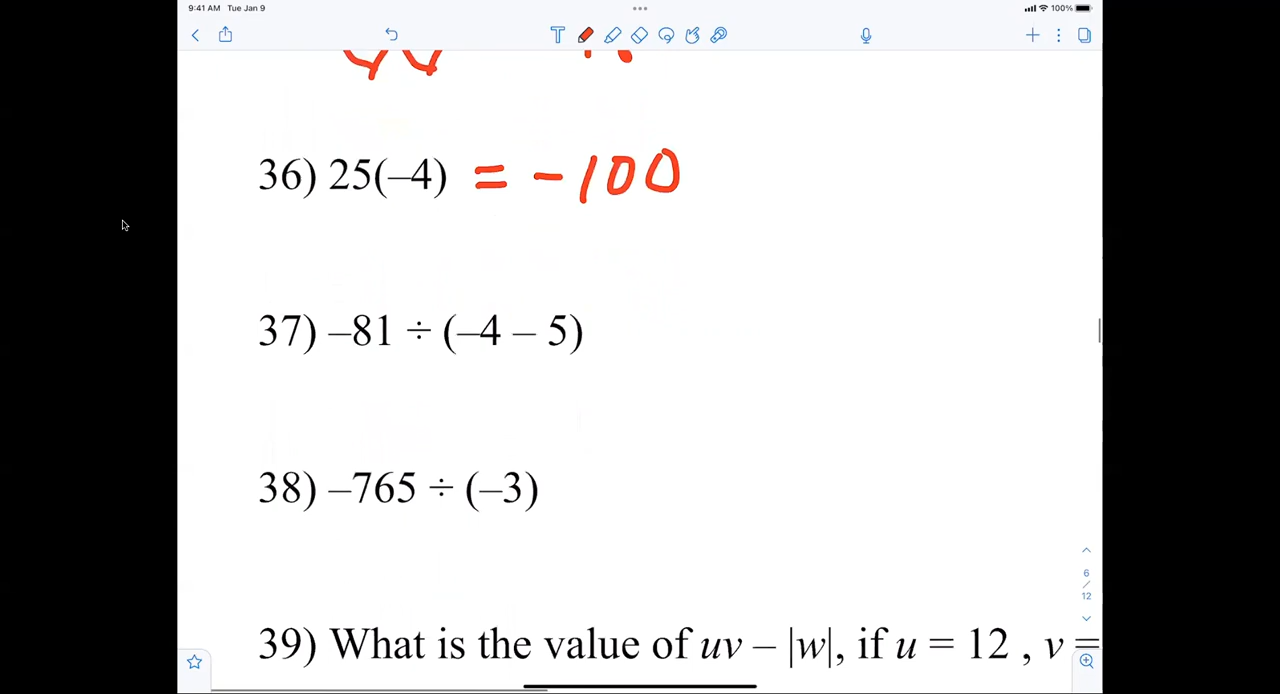 9:41 AM Tue Jan 9
100%
36) 25(–4) = -100
37) –81 ÷ (–4 – 5)
38) –765 ÷ (–3)
6
/
12
39) What is the value of uv – |w|, if u = 12 , v =